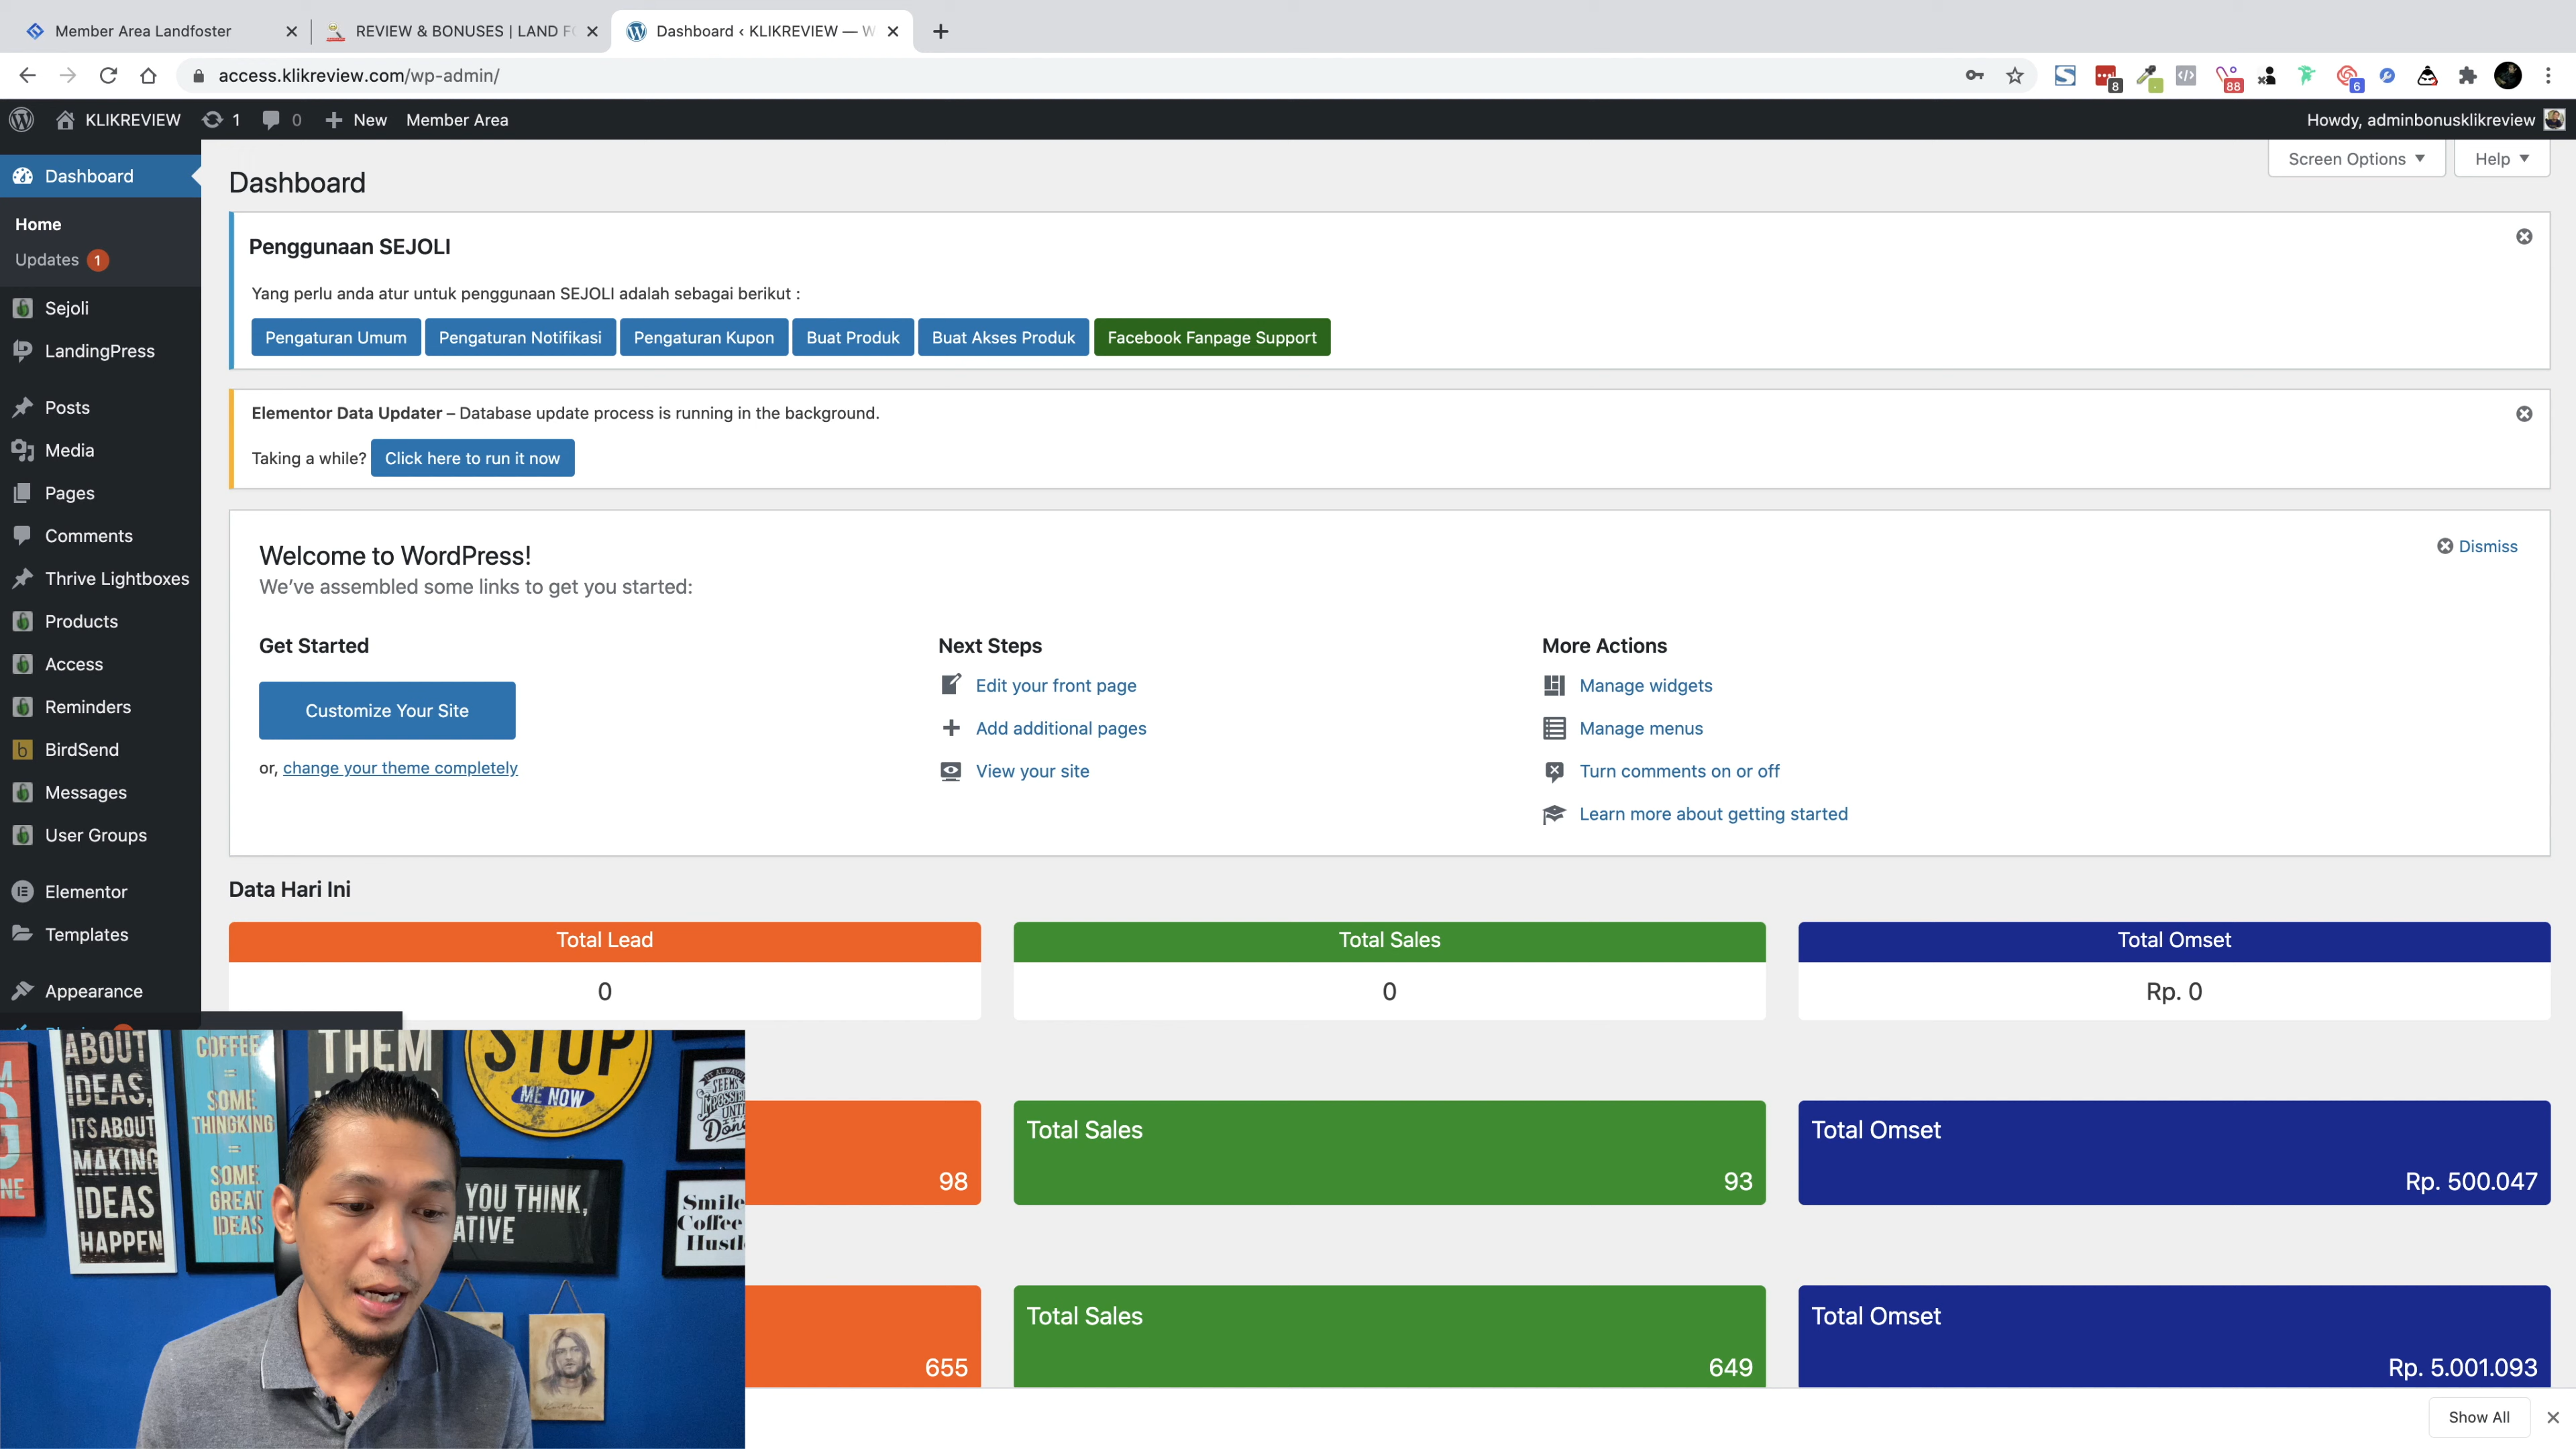 Member Area Landfoster
REVIEW & BONUSES | LAND F
Dashboard ‹ KLIKREVIEW — W
access.klikreview.com/wp-admin/
8
88
6
KLIKREVIEW 1 0 New Member Area
Howdy, adminbonusklikreview
Dashboard
Home
Updates 1
Sejoli
LandingPress
Posts
Media
Pages
Comments
Thrive Lightboxes
Products
Access
Reminders
BirdSend
Messages
User Groups
Elementor
Templates
Appearance
Screen Options
Help
Dashboard
Penggunaan SEJOLI
Yang perlu anda atur untuk penggunaan SEJOLI adalah sebagai berikut :
Pengaturan Umum Pengaturan Notifikasi Pengaturan Kupon Buat Produk Buat Akses Produk Facebook Fanpage Support
Elementor Data Updater – Database update process is running in the background.
Taking a while? Click here to run it now
Welcome to WordPress!
Dismiss
We've assembled some links to get you started:
Get Started
Customize Your Site
or, change your theme completely
Next Steps
Edit your front page
Add additional pages
View your site
More Actions
Manage widgets
Manage menus
Turn comments on or off
Learn more about getting started
Data Hari Ini
Total Lead
0
Total Sales
0
Total Omset
Rp. 0
98
Total Sales
93
Total Omset
Rp. 500.047
655
Total Sales
649
Total Omset
Rp. 5.001.093
ABOUT
IDEAS,
ITS ABOUT
MAKING
IDEAS
HAPPEN
COFFEE
=
SOME
THINGKING
=
SOME
GREAT
IDEAS
THEM
STOP
ME NOW
IT ALWAYS
SEEMS
IMPOSSIBLE
UNTIL
Done
YOU THINK,
ATIVE
Smile
Coffee
Hustl
Show All